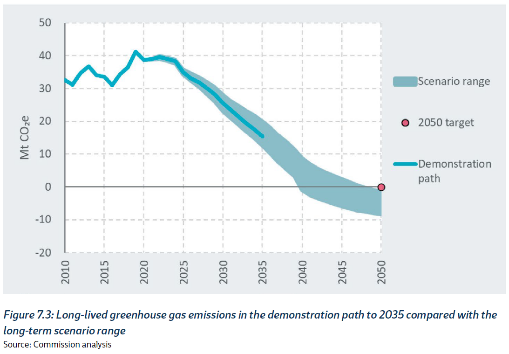 50
40
30
20
10
0
-10
-20
Mt CO₂e
2010
2015
2020
2025
2030
2035
2040
2045
2050
Scenario range
2050 target
Demonstration
path
Figure 7.3: Long-lived greenhouse gas emissions in the demonstration path to 2035 compared with the
long-term scenario range
Source: Commission analysis